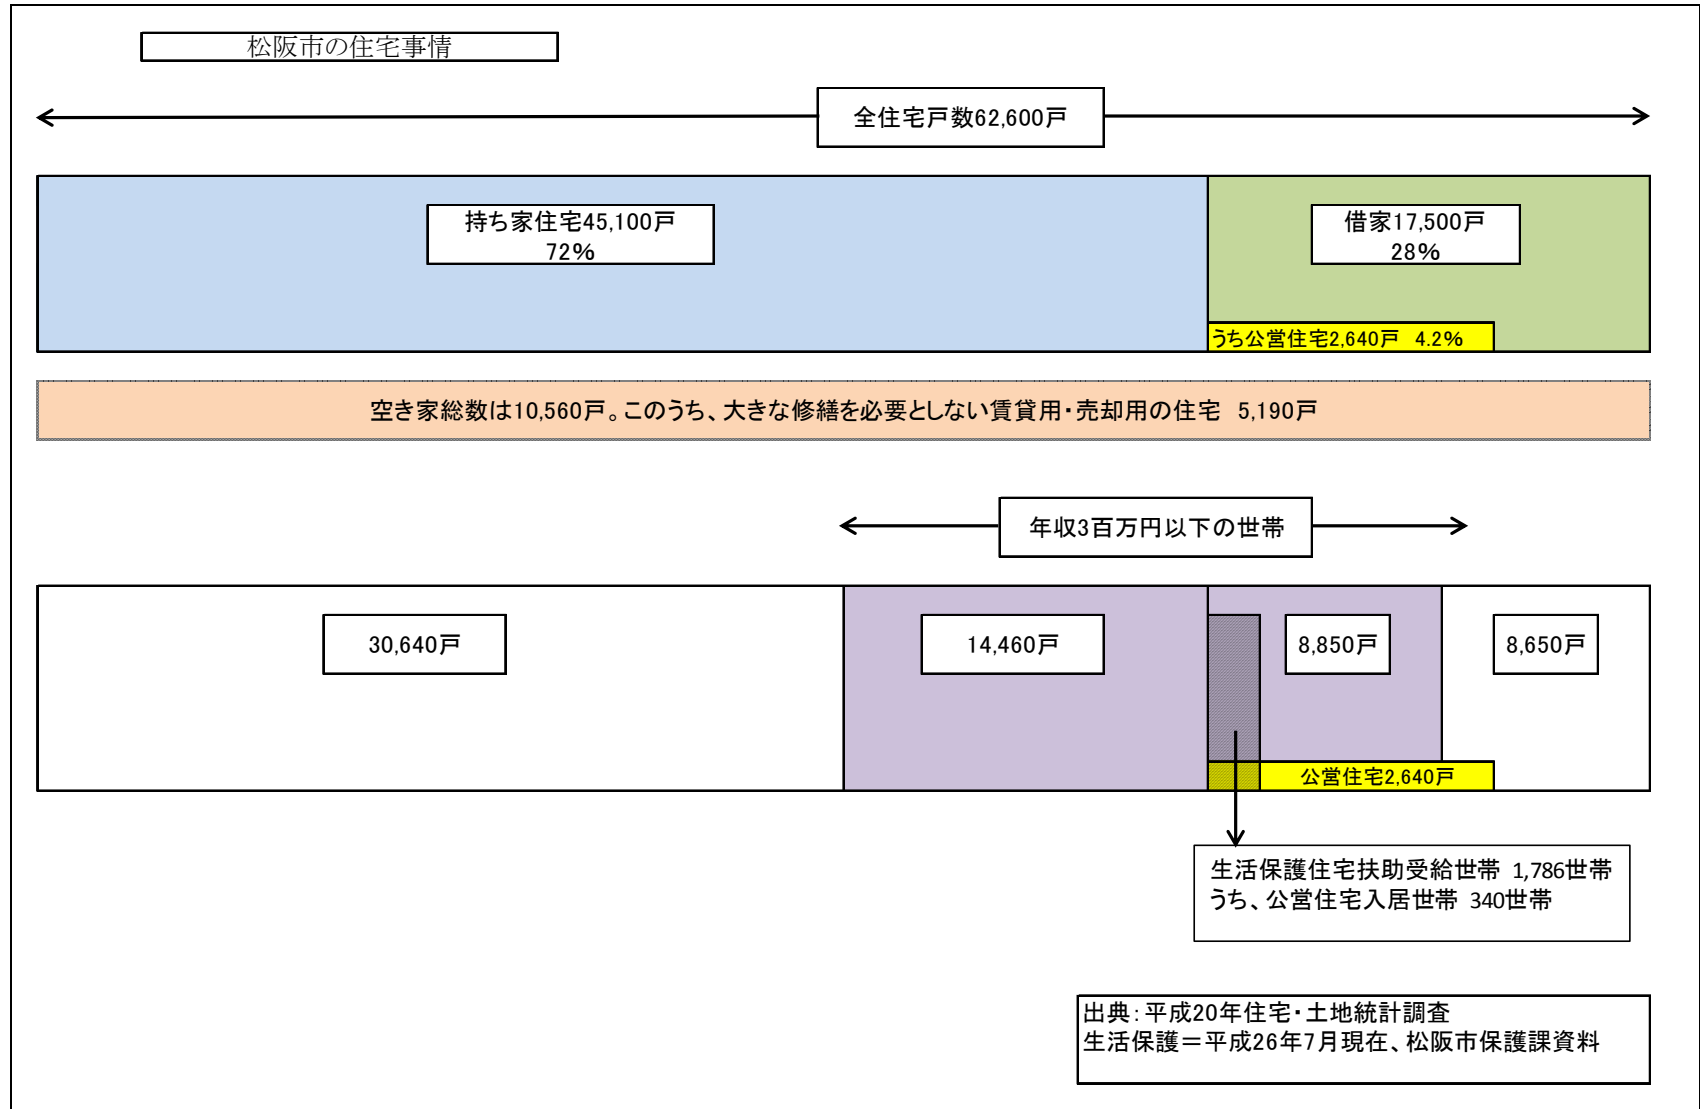 松阪市の住宅事情
全住宅戸数62,600戸
持ち家住宅45,100戸
72%
借家17,500戸
28%
うち公営住宅2,640戸 4.2%
空き家総数は10,560戸。このうち、大きな修繕を必要としない賃貸用・売却用の住宅 5,190戸
年収3百万円以下の世帯
30,640戸
14,460戸
8,850戸
8,650戸
公営住宅2,640戸
生活保護住宅扶助受給世帯 1,786世帯
うち、公営住宅入居世帯 340世帯
出典:平成20年住宅・土地統計調査
生活保護=平成26年7月現在、松阪市保護課資料